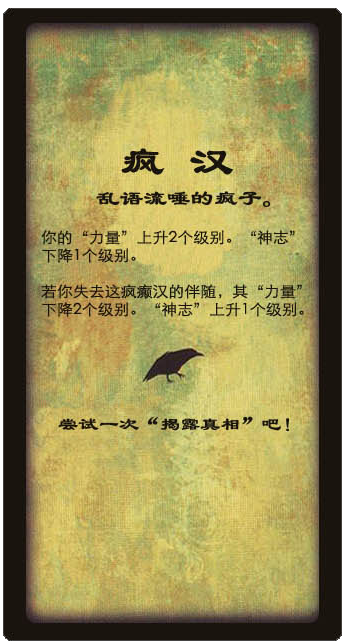 疯 汉
乱语流唾的疯子。
你的“力量”上升2个级别。“神志”
下降1个级别。
若你失去这疯癫汉的伴随，其“力量”
下降2个级别。“神志”上升1个级别。
尝试一次“揭露真相”吧！